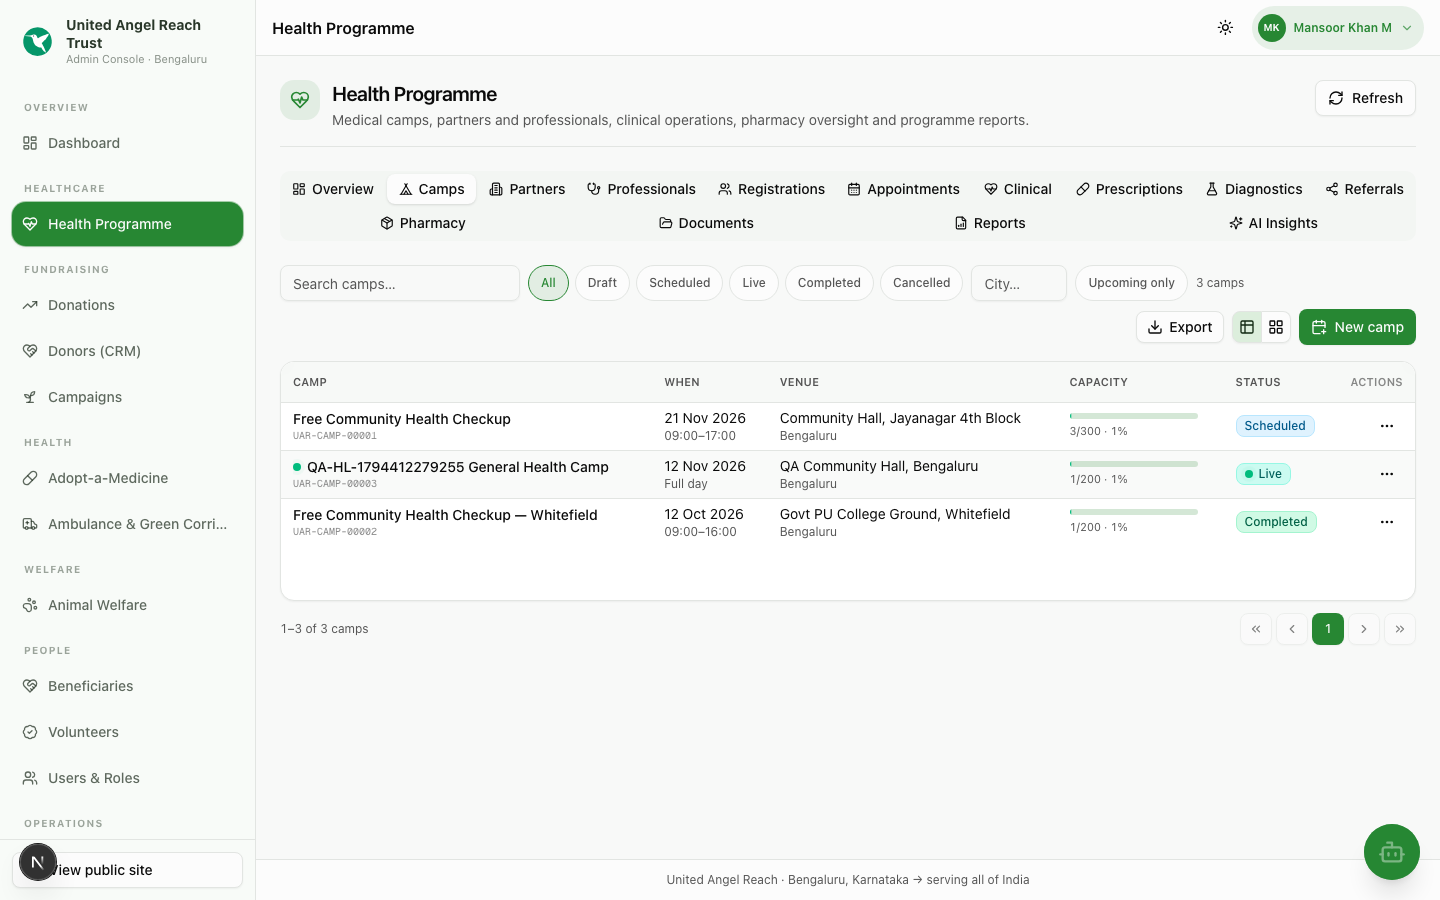 United Angel Reach
Trust
Admin Console · Bengaluru
OVERVIEW
Dashboard
HEALTHCARE
Health Programme
FUNDRAISING
Donations
Donors (CRM)
Campaigns
HEALTH
Adopt-a-Medicine
Ambulance & Green Corri...
WELFARE
Animal Welfare
PEOPLE
Beneficiaries
Volunteers
Users & Roles
OPERATIONS
N
View public site
Health Programme
MK Mansoor Khan M
Health Programme
Medical camps, partners and professionals, clinical operations, pharmacy oversight and programme reports.
Refresh
Overview Camps Partners Professionals Registrations Appointments Clinical Prescriptions Diagnostics Referrals
Pharmacy Documents Reports AI Insights
Search camps... All Draft Scheduled Live Completed Cancelled City... Upcoming only 3 camps
Export New camp
CAMP WHEN VENUE CAPACITY STATUS ACTIONS
Free Community Health Checkup 21 Nov 2026 Community Hall, Jayanagar 4th Block Scheduled
UAR-CAMP-00001 09:00–17:00 Bengaluru 3/300 · 1%
QA-HL-1794412279255 General Health Camp 12 Nov 2026 QA Community Hall, Bengaluru Live
UAR-CAMP-00003 Full day Bengaluru 1/200 · 1%
Free Community Health Checkup — Whitefield 12 Oct 2026 Govt PU College Ground, Whitefield Completed
UAR-CAMP-00002 09:00–16:00 Bengaluru 1/200 · 1%
1–3 of 3 camps « ‹ 1 › »
United Angel Reach · Bengaluru, Karnataka → serving all of India